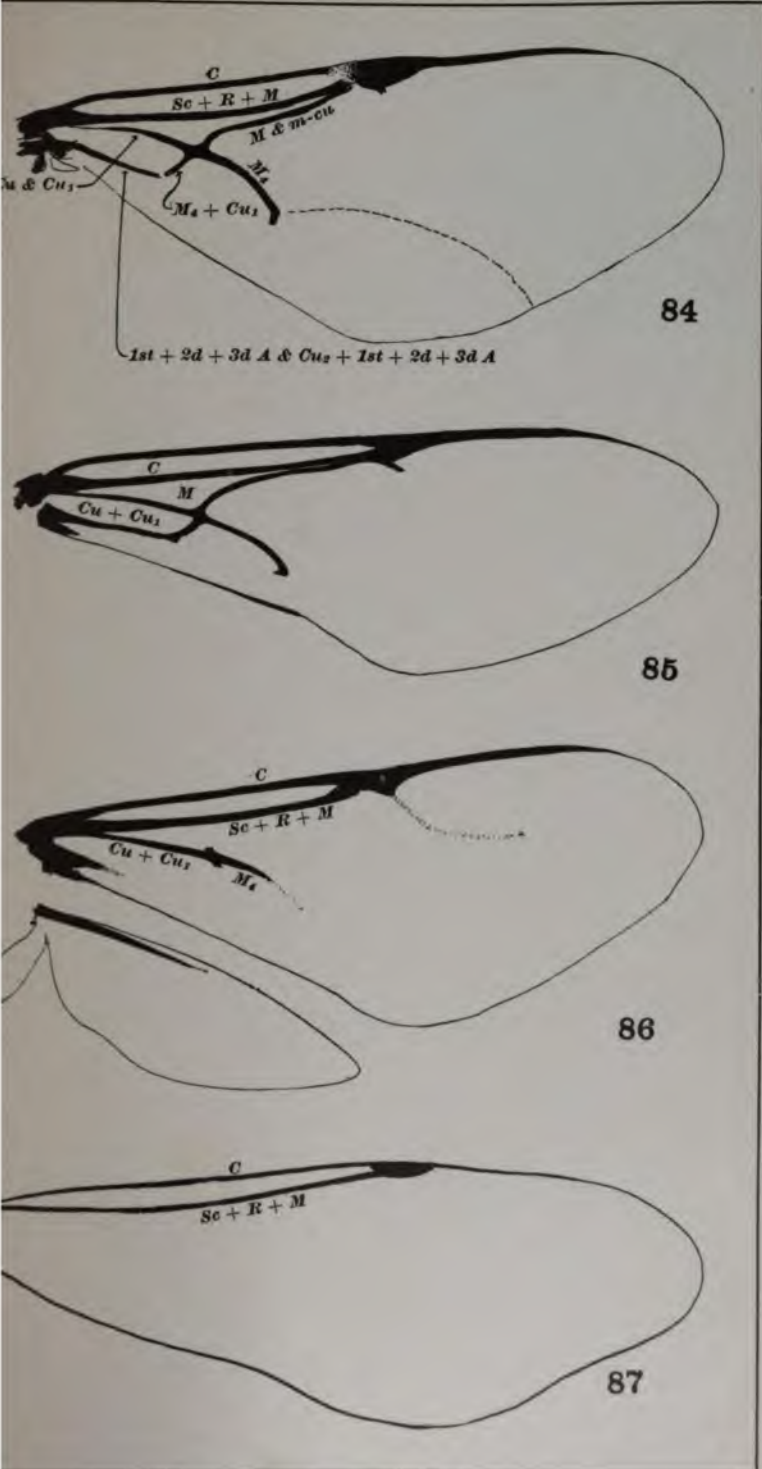 C
Sc + R + M
M & m-cu
M₄
Cu & Cu₁
M₄ + Cu₁
84
1st + 2d + 3d A & Cu₂ + 1st + 2d + 3d A
C
M
Cu + Cu₁
85
C
Sc + R + M
Cu + Cu₁
M₄
86
C
Sc + R + M
87